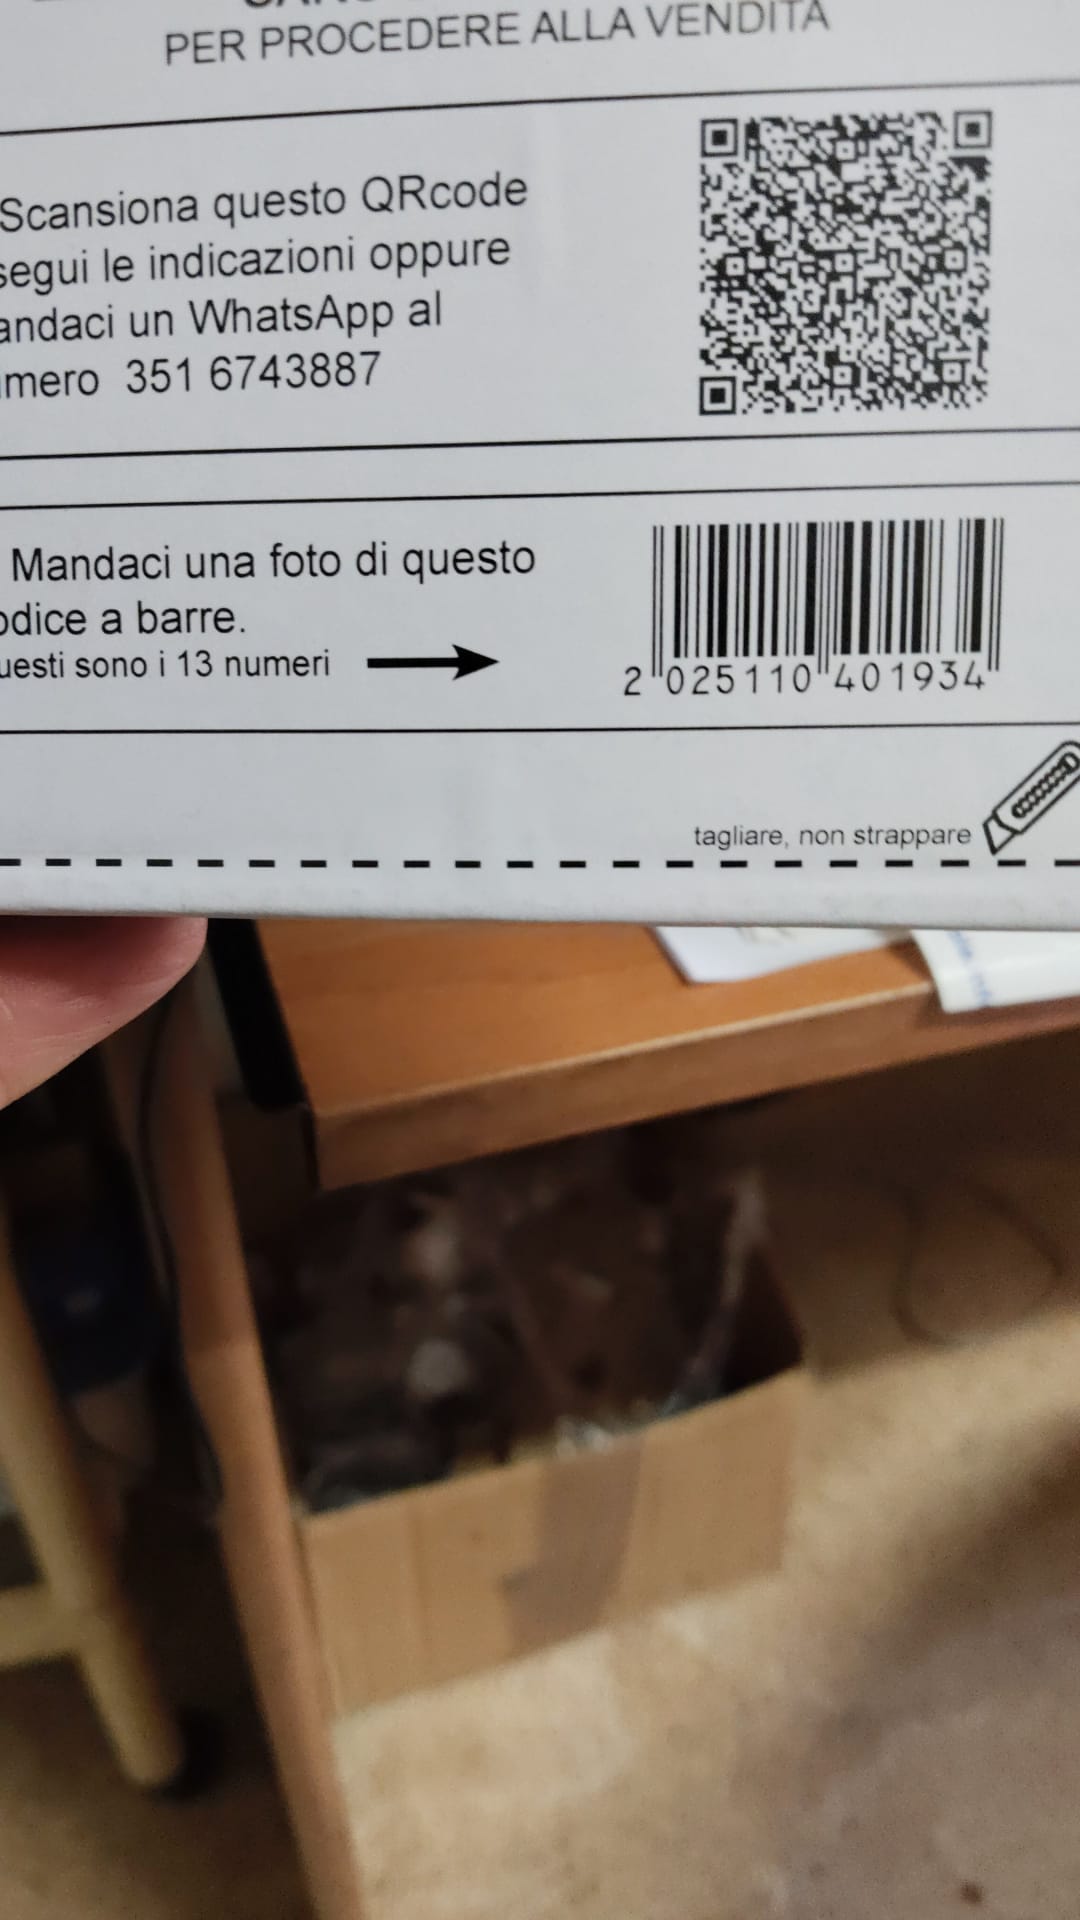 PER PROCEDERE ALLA VENDITA
Scansiona questo QRcode
segui le indicazioni oppure
andaci un WhatsApp al
mero 351 6743887
Mandaci una foto di questo
odice a barre.
uesti sono i 13 numeri
2 025110 401934
tagliare, non strappare